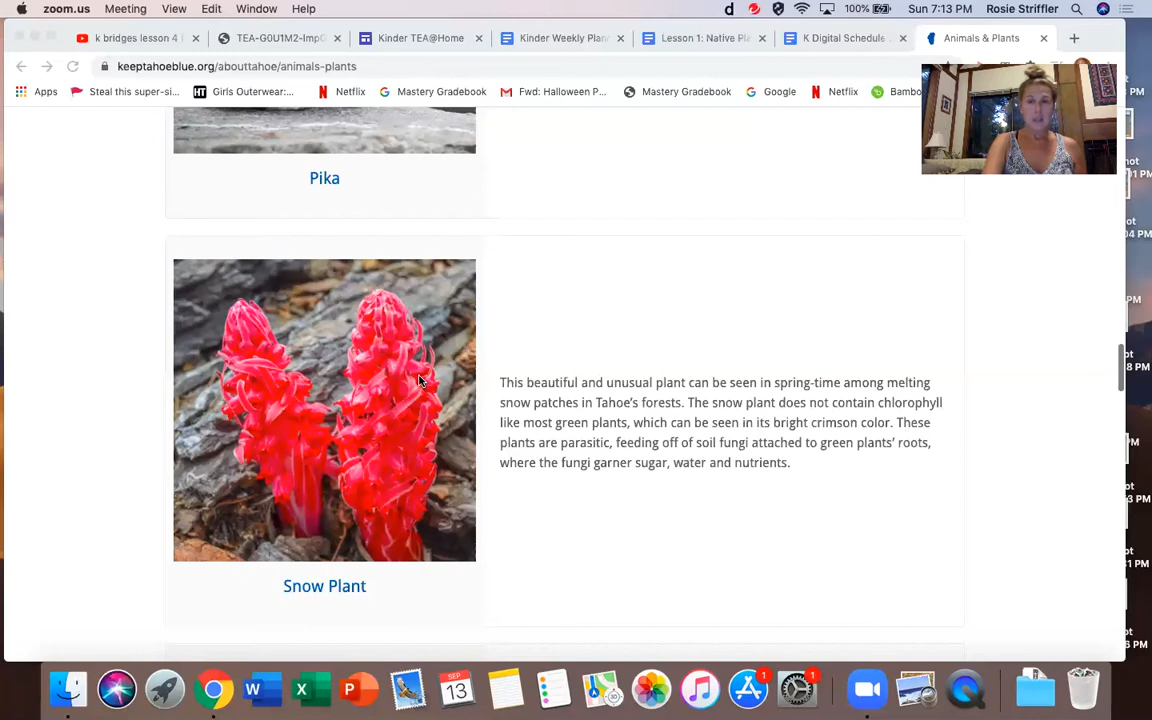 zoom.us Meeting View Edit Window Help d 100% Sun 7:13 PM Rosie Striffler
k bridges lesson 4 TEA-G0U1M2-ImpG Kinder TEA@Home Kinder Weekly Plan Lesson 1: Native Pl K Digital Schedule Animals & Plants
keeptahoeblue.org/abouttahoe/animals-plants
Apps Steal this super-si... HT Girls Outerwear:... Netflix Mastery Gradebook Fwd: Halloween P... Mastery Gradebook Google Netflix Bambo
Pika
This beautiful and unusual plant can be seen in spring-time among melting
snow patches in Tahoe's forests. The snow plant does not contain chlorophyll
like most green plants, which can be seen in its bright crimson color. These
plants are parasitic, feeding off of soil fungi attached to green plants' roots,
where the fungi garner sugar, water and nutrients.
Snow Plant
W X P SEP 13 1 1